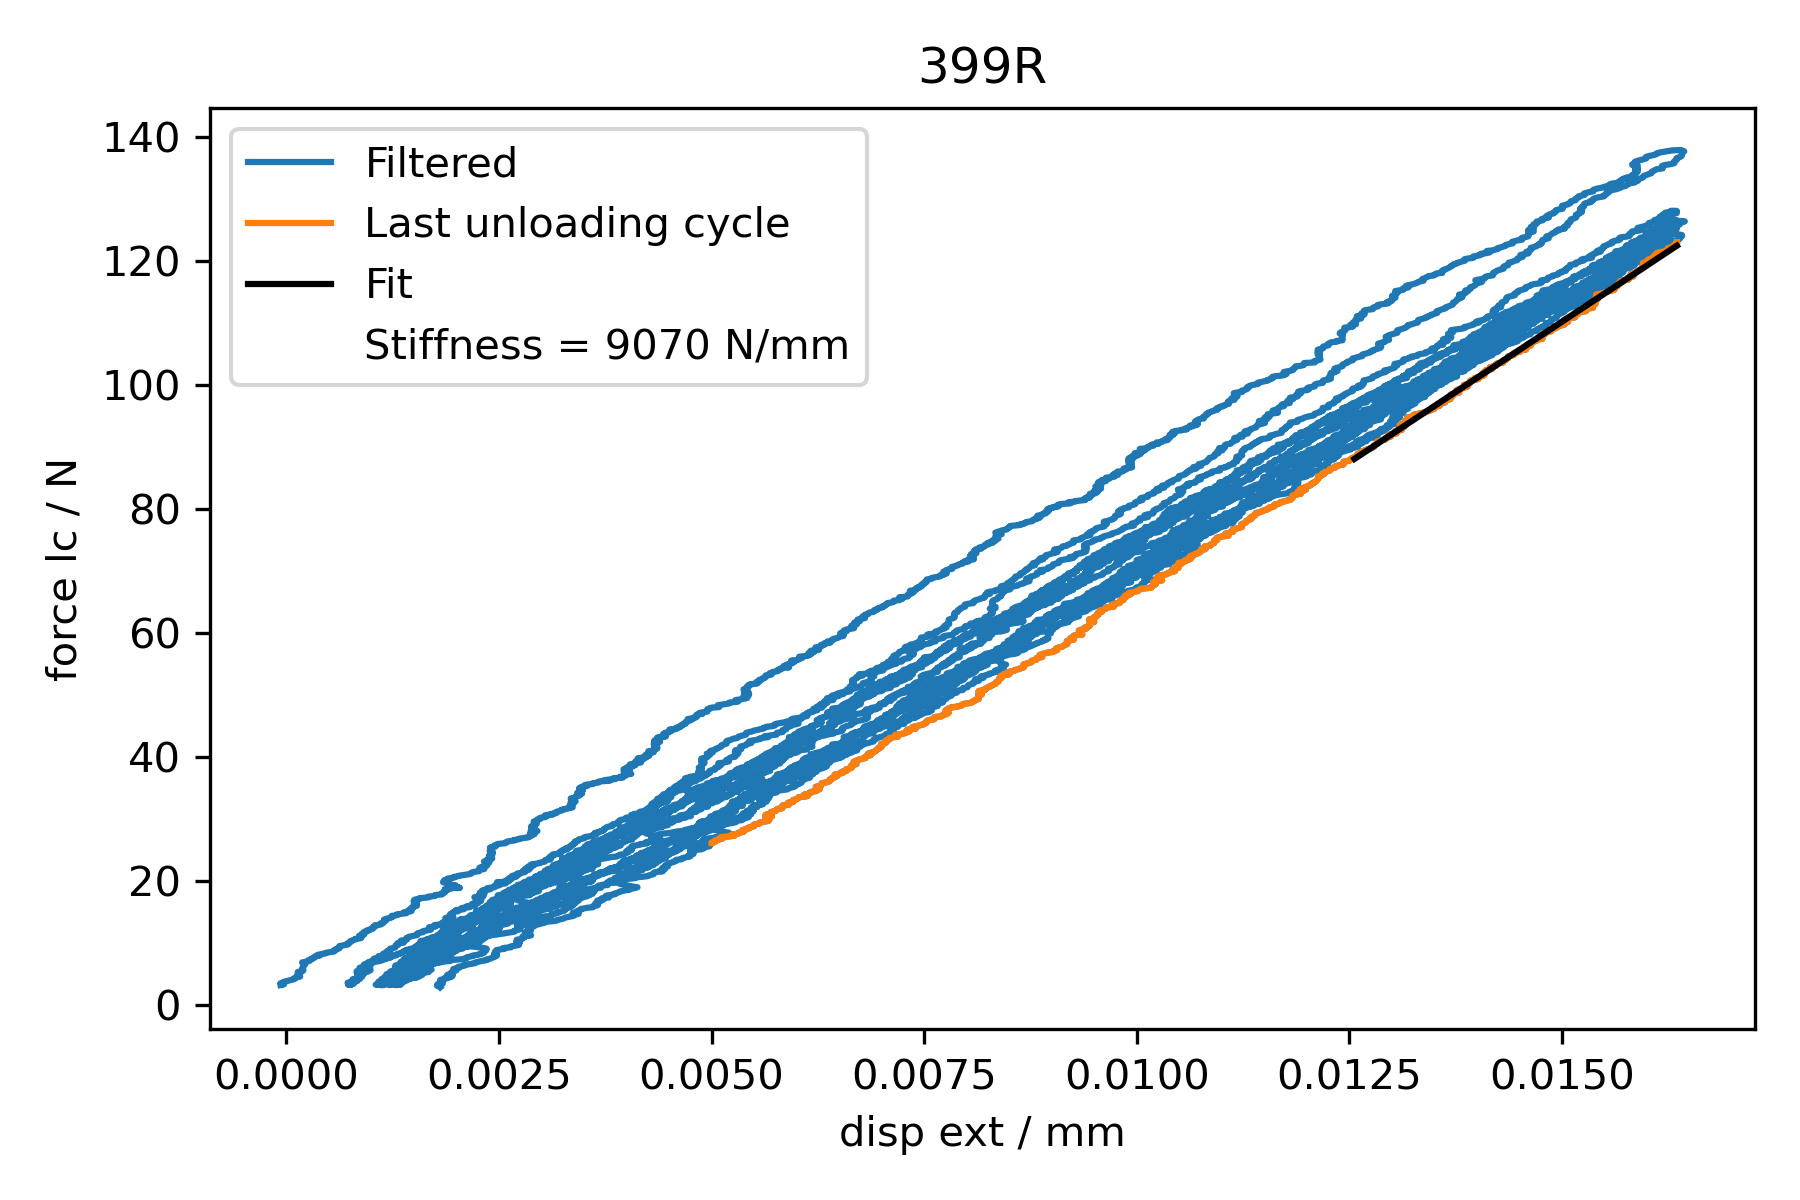 399R
140
120
100
80
60
40
20
0
force lc / N
Filtered
Last unloading cycle
Fit
Stiffness = 9070 N/mm
0.0000 0.0025 0.0050 0.0075 0.0100 0.0125 0.0150
disp ext / mm